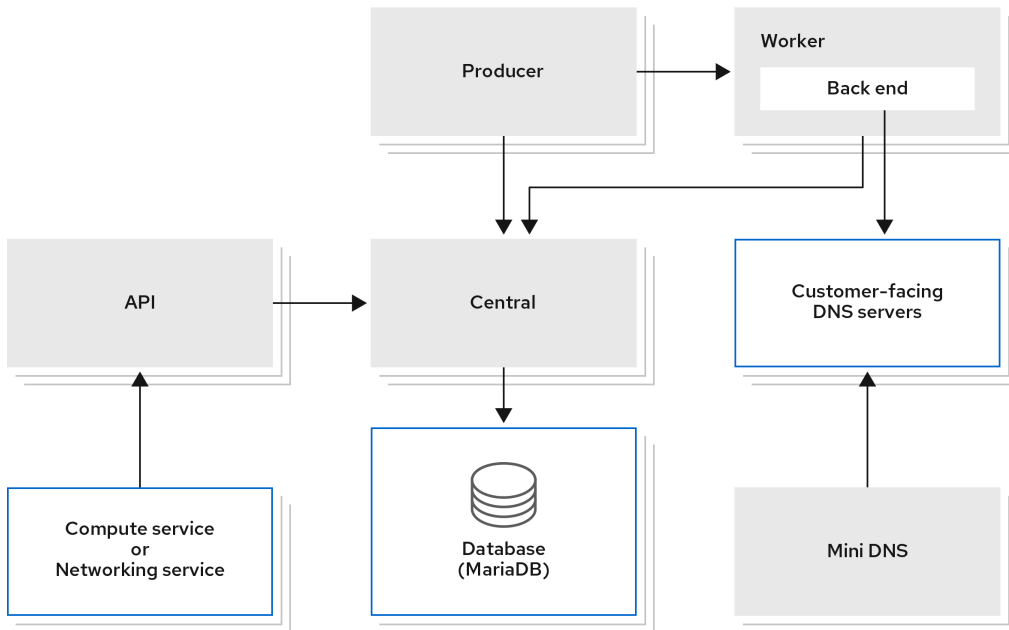 Producer
Worker
Back end
API
Central
Customer-facing
DNS servers
Compute service
or
Networking service
Database
(MariaDB)
Mini DNS